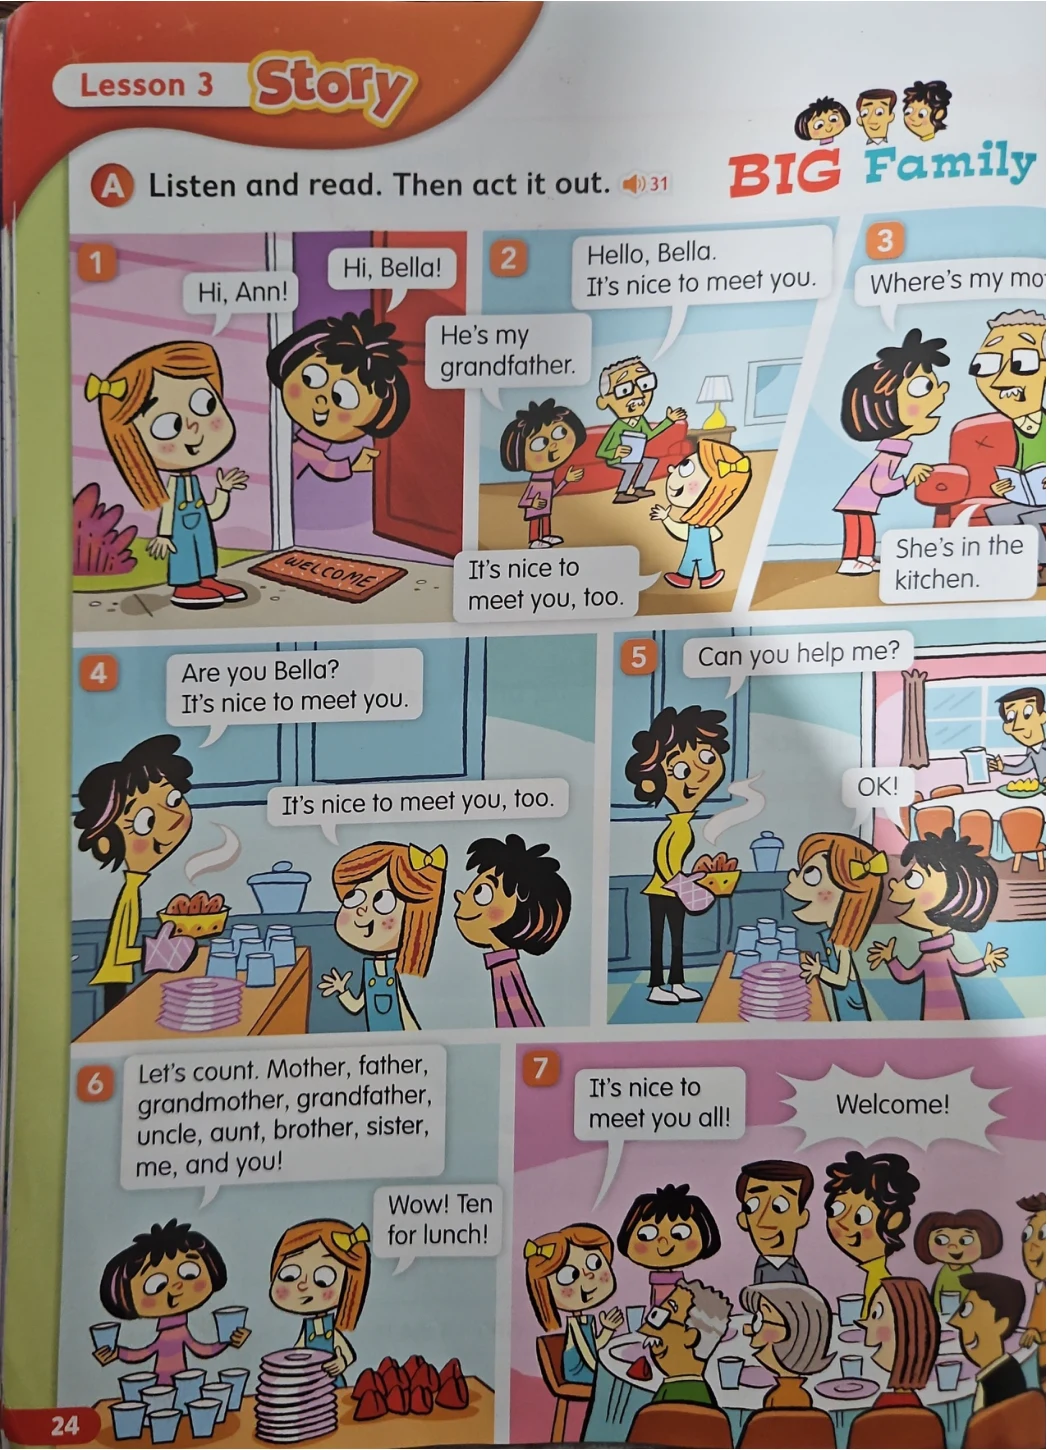 Lesson 3 Story
BIG Family
A Listen and read. Then act it out. 31
1
Hi, Ann!
Hi, Bella!
2
Hello, Bella.
It's nice to meet you.
He's my
grandfather.
It's nice to
meet you, too.
3
Where's my
She's in the
kitchen.
WELCOME
4
Are you Bella?
It's nice to meet you.
It's nice to meet you, too.
5
Can you help me?
OK!
6
Let's count. Mother, father,
grandmother, grandfather,
uncle, aunt, brother, sister,
me, and you!
Wow! Ten
for lunch!
7
It's nice to
meet you all!
Welcome!
24